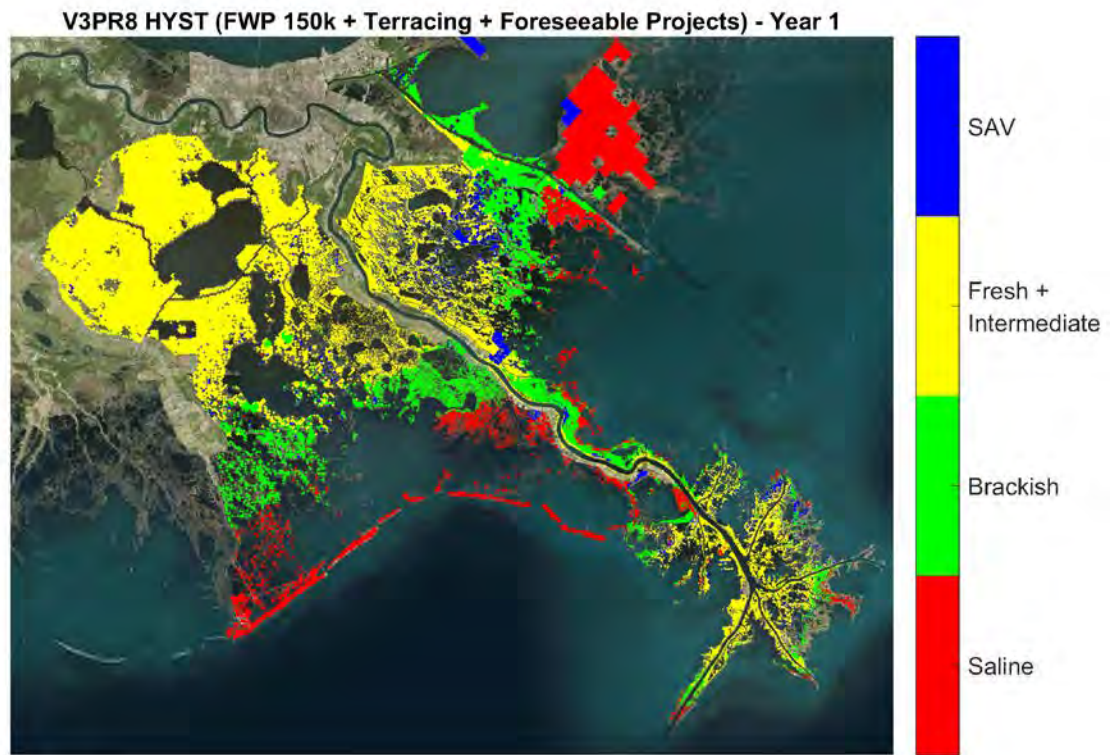 V3PR8 HYST (FWP 150k + Terracing + Foreseeable Projects) - Year 1
SAV
Fresh +
Intermediate
Brackish
Saline